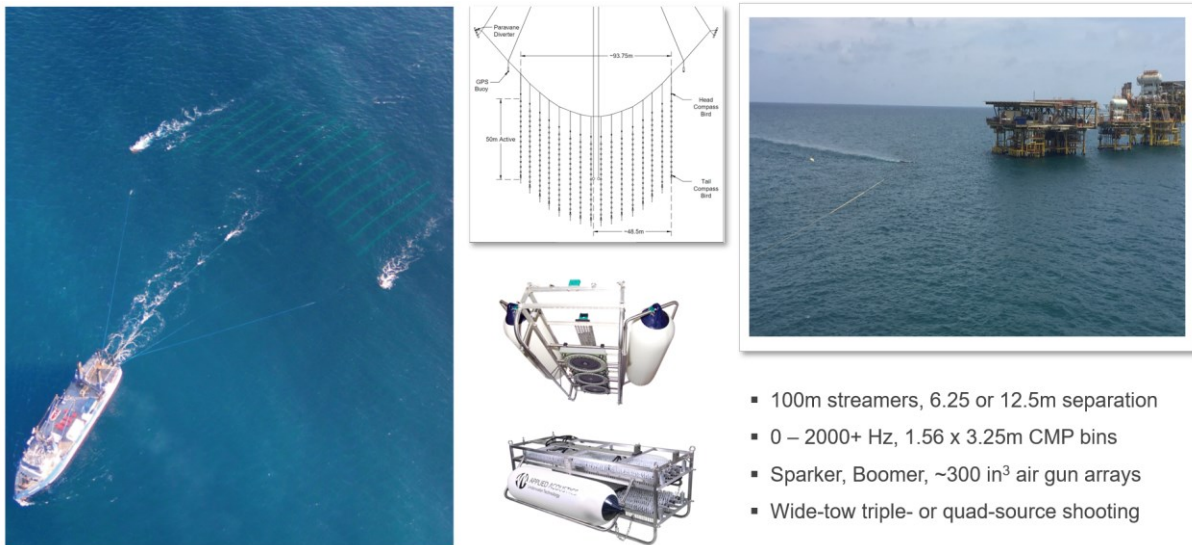 Paravane
Diverter
~93.75m
GPS
Buoy
Head
Compass
Bird
50m Active
Tail
Compass
Bird
~48.5m
APPLIED ACOUSTICS
▪ 100m streamers, 6.25 or 12.5m separation
▪ 0 – 2000+ Hz, 1.56 x 3.25m CMP bins
▪ Sparker, Boomer, ~300 in³ air gun arrays
▪ Wide-tow triple- or quad-source shooting